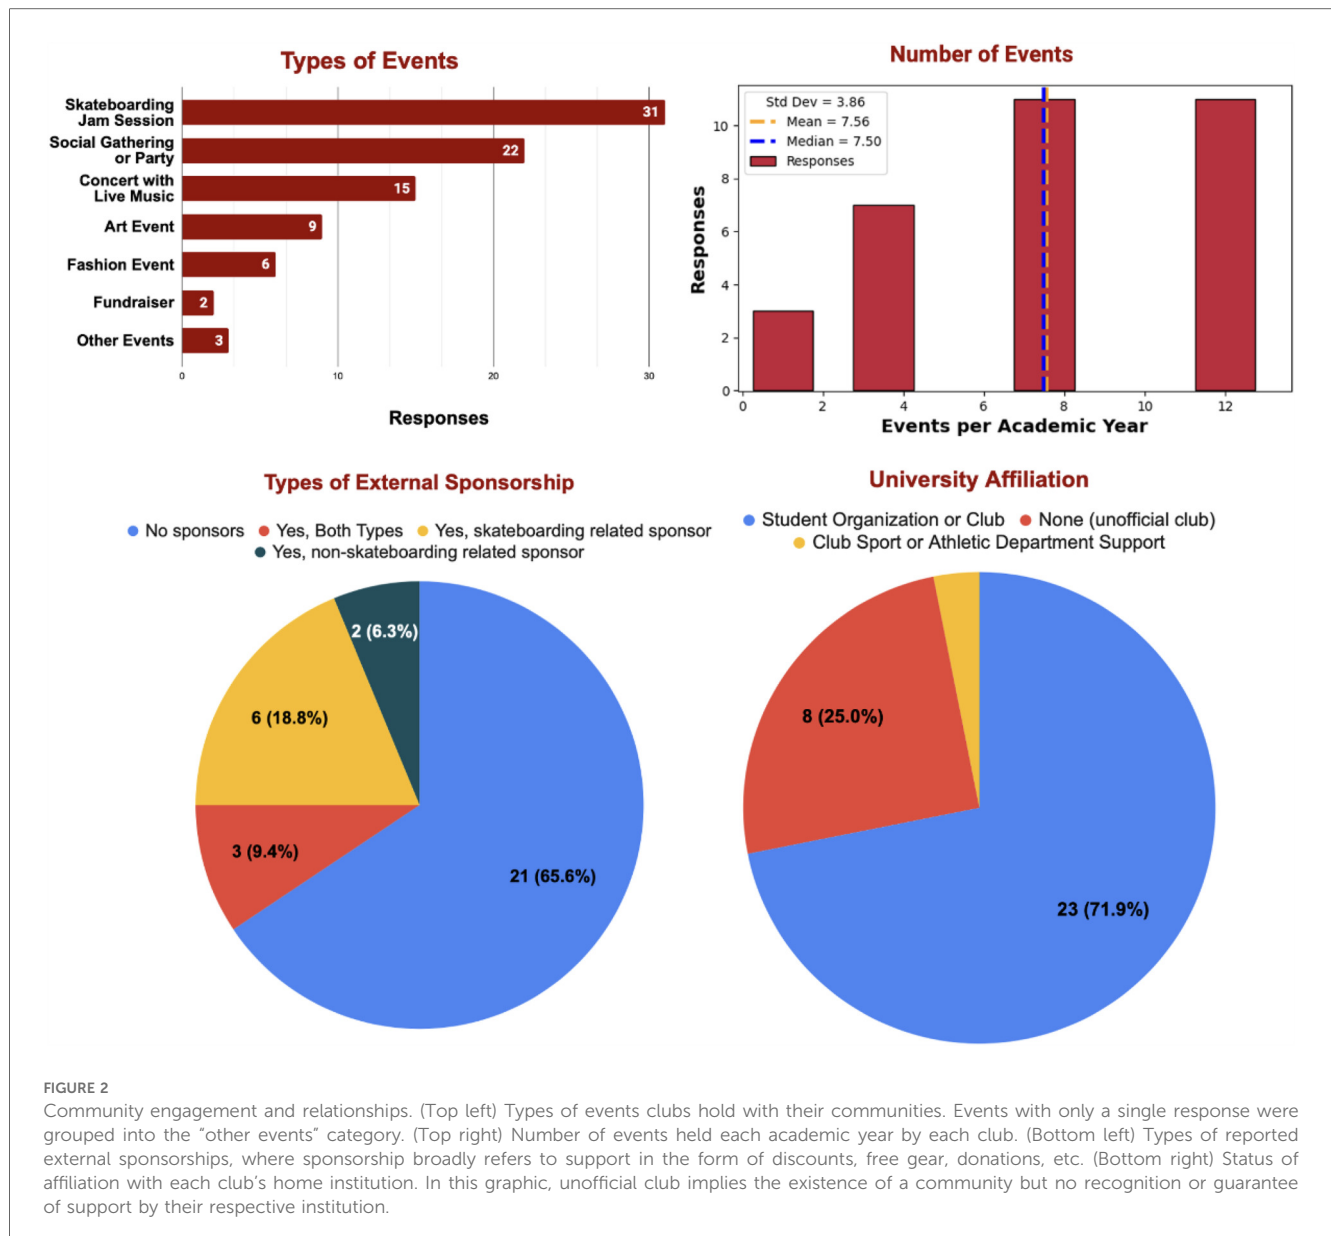 Types of Events
Skateboarding
Jam Session
31
Social Gathering
or Party
22
Concert with
Live Music
15
Art Event
9
Fashion Event
6
Fundraiser
2
Other Events
3
0 10 20 30
Responses
Number of Events
Std Dev = 3.86
Mean = 7.56
Median = 7.50
Responses
Responses
10
8
6
4
2
0
0 2 4 6 8 10 12
Events per Academic Year
Types of External Sponsorship
No sponsors Yes, Both Types Yes, skateboarding related sponsor
Yes, non-skateboarding related sponsor
2 (6.3%)
6 (18.8%)
3 (9.4%)
21 (65.6%)
University Affiliation
Student Organization or Club None (unofficial club)
Club Sport or Athletic Department Support
8 (25.0%)
23 (71.9%)
FIGURE 2
Community engagement and relationships. (Top left) Types of events clubs hold with their communities. Events with only a single response were
grouped into the “other events” category. (Top right) Number of events held each academic year by each club. (Bottom left) Types of reported
external sponsorships, where sponsorship broadly refers to support in the form of discounts, free gear, donations, etc. (Bottom right) Status of
affiliation with each club’s home institution. In this graphic, unofficial club implies the existence of a community but no recognition or guarantee
of support by their respective institution.